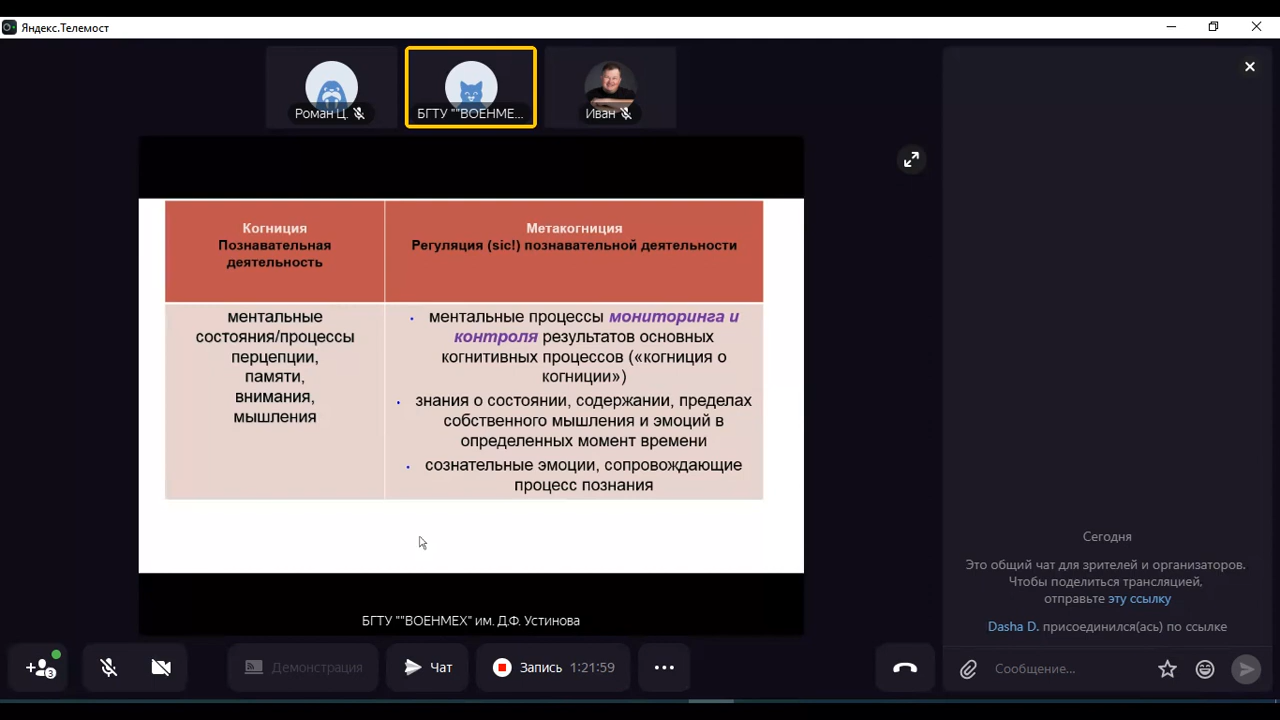 Яндекс.Телемост
Роман Ц.
БГТУ ""ВОЕНМЕ...
Иван
Когниция
Познавательная
деятельность
Метакогниция
Регуляция (sic!) познавательной деятельности
ментальные
состояния/процессы
перцепции,
памяти,
внимания,
мышления
• ментальные процессы мониторинга и
контроля результатов основных
когнитивных процессов («когниция о
когниции»)
• знания о состоянии, содержании, пределах
собственного мышления и эмоций в
определенных момент времени
• сознательные эмоции, сопровождающие
процесс познания
БГТУ ""ВОЕНМЕХ" им. Д.Ф. Устинова
Сегодня
Это общий чат для зрителей и организаторов.
Чтобы поделиться трансляцией,
отправьте эту ссылку
Dasha D. присоединился(ась) по ссылке
3
Демонстрация
Чат
Запись 1:21:59
Сообщение...